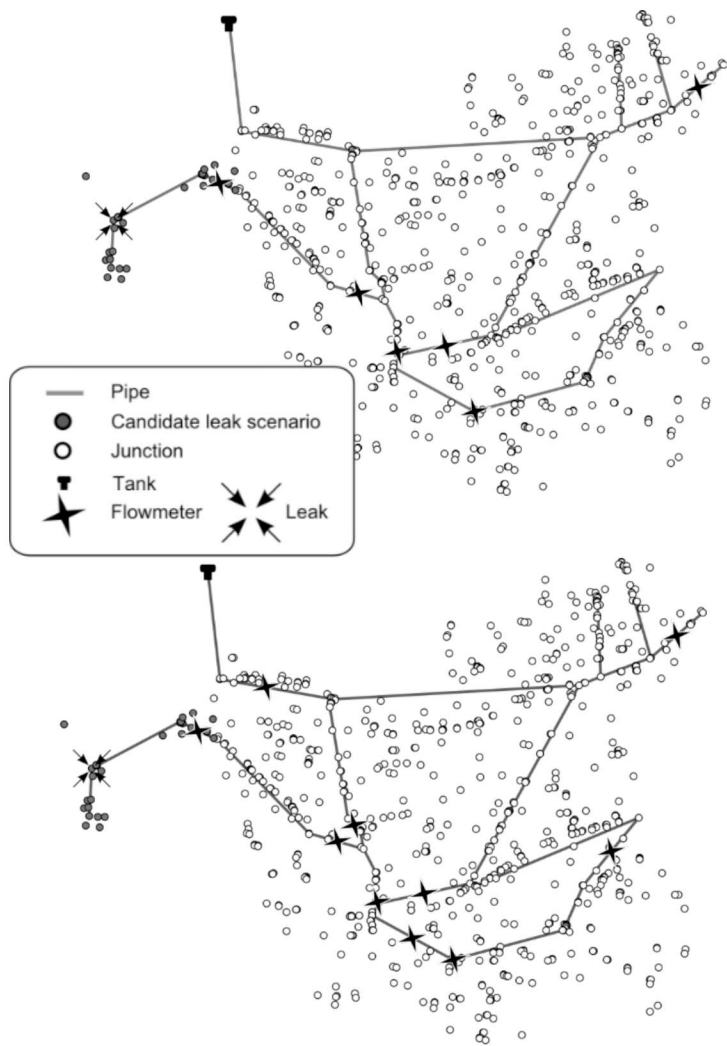 Pipe
Candidate leak scenario
Junction
Tank
Flowmeter
Leak